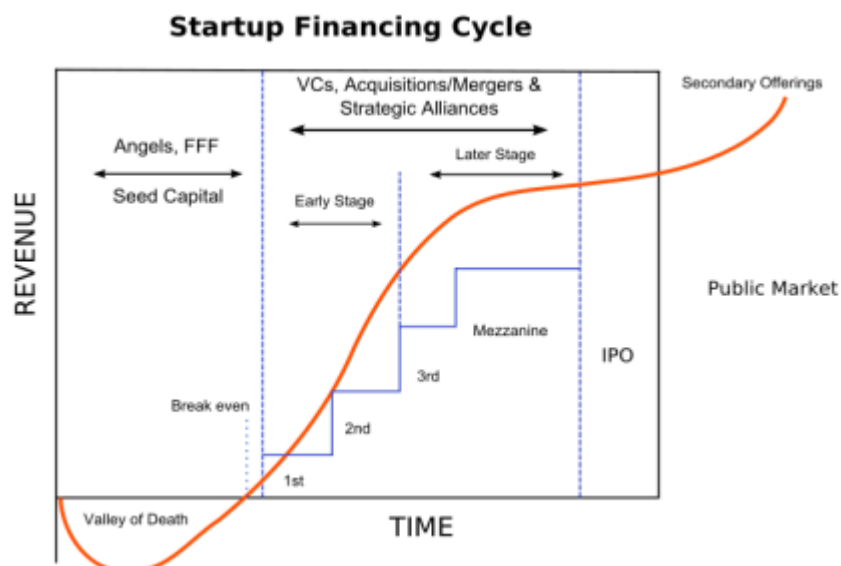 Startup Financing Cycle
VCs, Acquisitions/Mergers &
Strategic Alliances
Secondary Offerings
Angels, FFF
Seed Capital
Later Stage
Early Stage
REVENUE
Public Market
Mezzanine
IPO
3rd
Break even
2nd
1st
Valley of Death
TIME